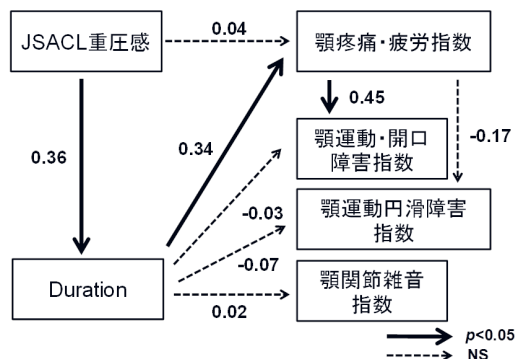 JSACL重圧感
0.04
顎疼痛・疲労指数
0.36
0.34
0.45
-0.17
顎運動・開口
障害指数
-0.03
顎運動円滑障害
指数
-0.07
Duration
0.02
顎関節雑音
指数
p<0.05
NS